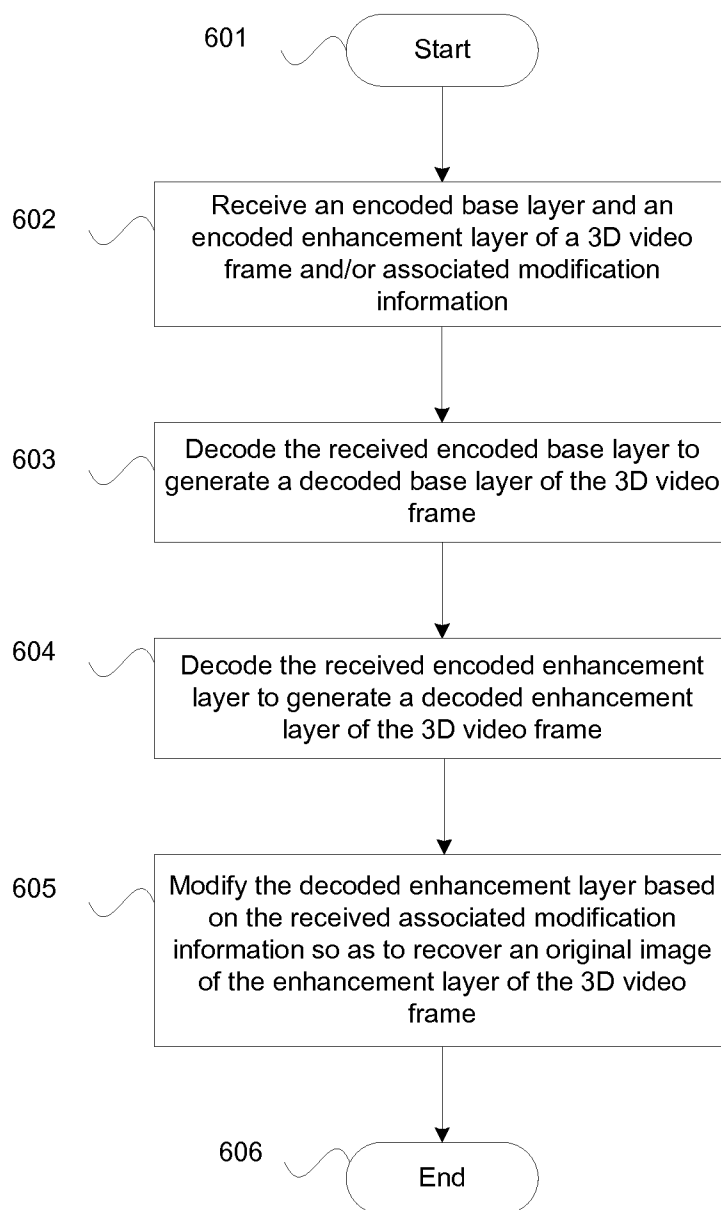 601
Start
602
Receive an encoded base layer and an
encoded enhancement layer of a 3D video
frame and/or associated modification
information
603
Decode the received encoded base layer to
generate a decoded base layer of the 3D video
frame
604
Decode the received encoded enhancement
layer to generate a decoded enhancement
layer of the 3D video frame
605
Modify the decoded enhancement layer based
on the received associated modification
information so as to recover an original image
of the enhancement layer of the 3D video
frame
606
End